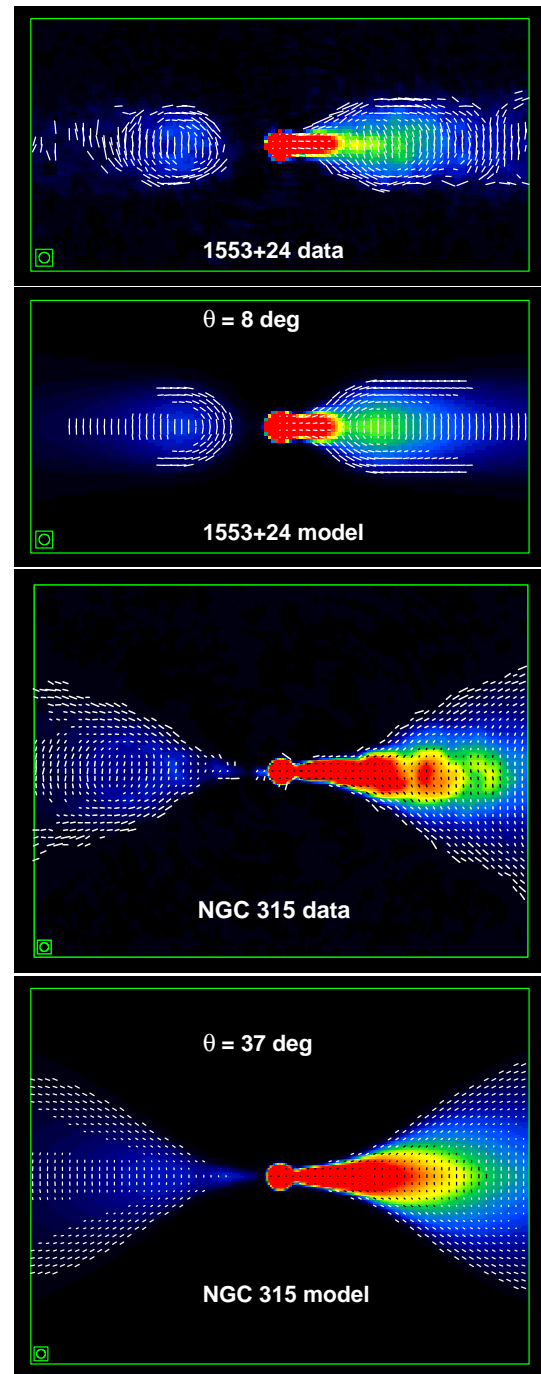 1553+24 data
θ = 8 deg
1553+24 model
NGC 315 data
θ = 37 deg
NGC 315 model